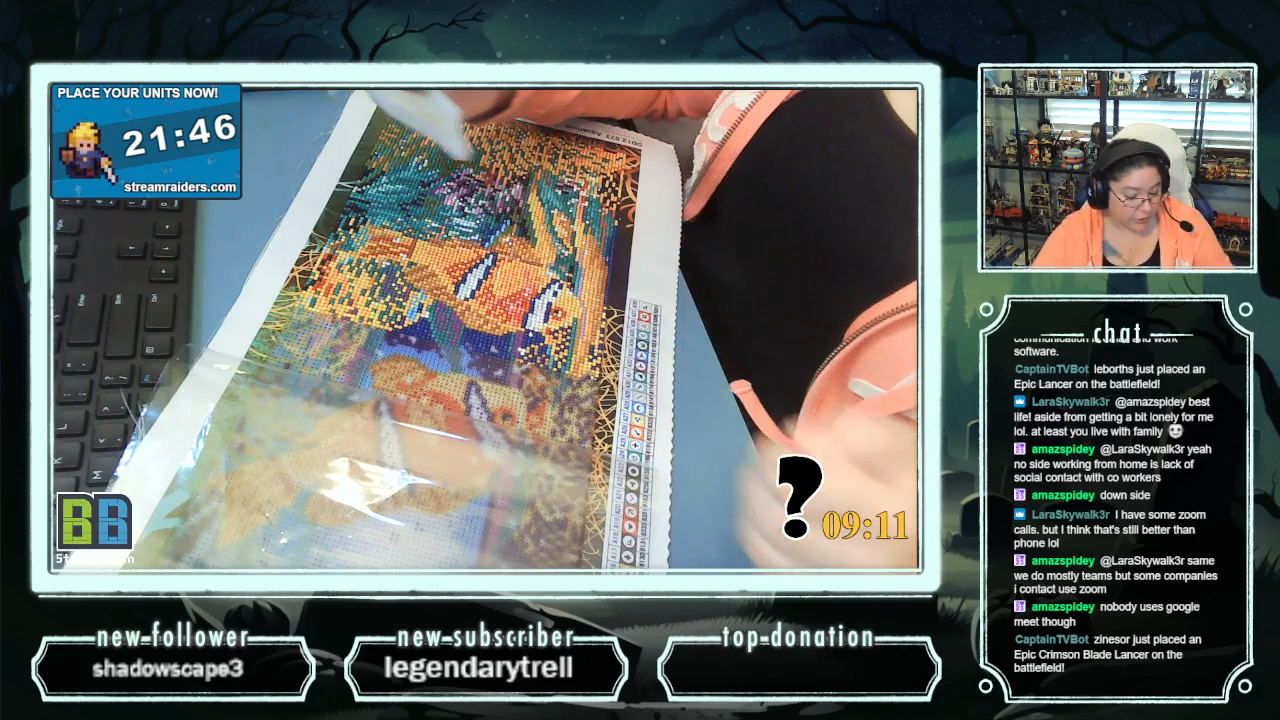 PLACE YOUR UNITS NOW!
21:46
streamraiders.com
BB
?
09:11
chat
software.
CaptainTVBot leborths just placed an
Epic Lancer on the battlefield!
LaraSkywalk3r @amazspidey best
life! aside from getting a bit lonely for me
lol. at least you live with family
amazspidey @LaraSkywalk3r yeah
no side working from home is lack of
social contact with co workers
amazspidey down side
LaraSkywalk3r I have some zoom
calls. but I think that's still better than
phone lol
amazspidey @LaraSkywalk3r same
we do mostly teams but some companies
i contact use zoom
amazspidey nobody uses google
meet though
CaptainTVBot zinesor just placed an
Epic Crimson Blade Lancer on the
battlefield!
new follower
shadowscape3
new subscriber
legendarytrell
top donation